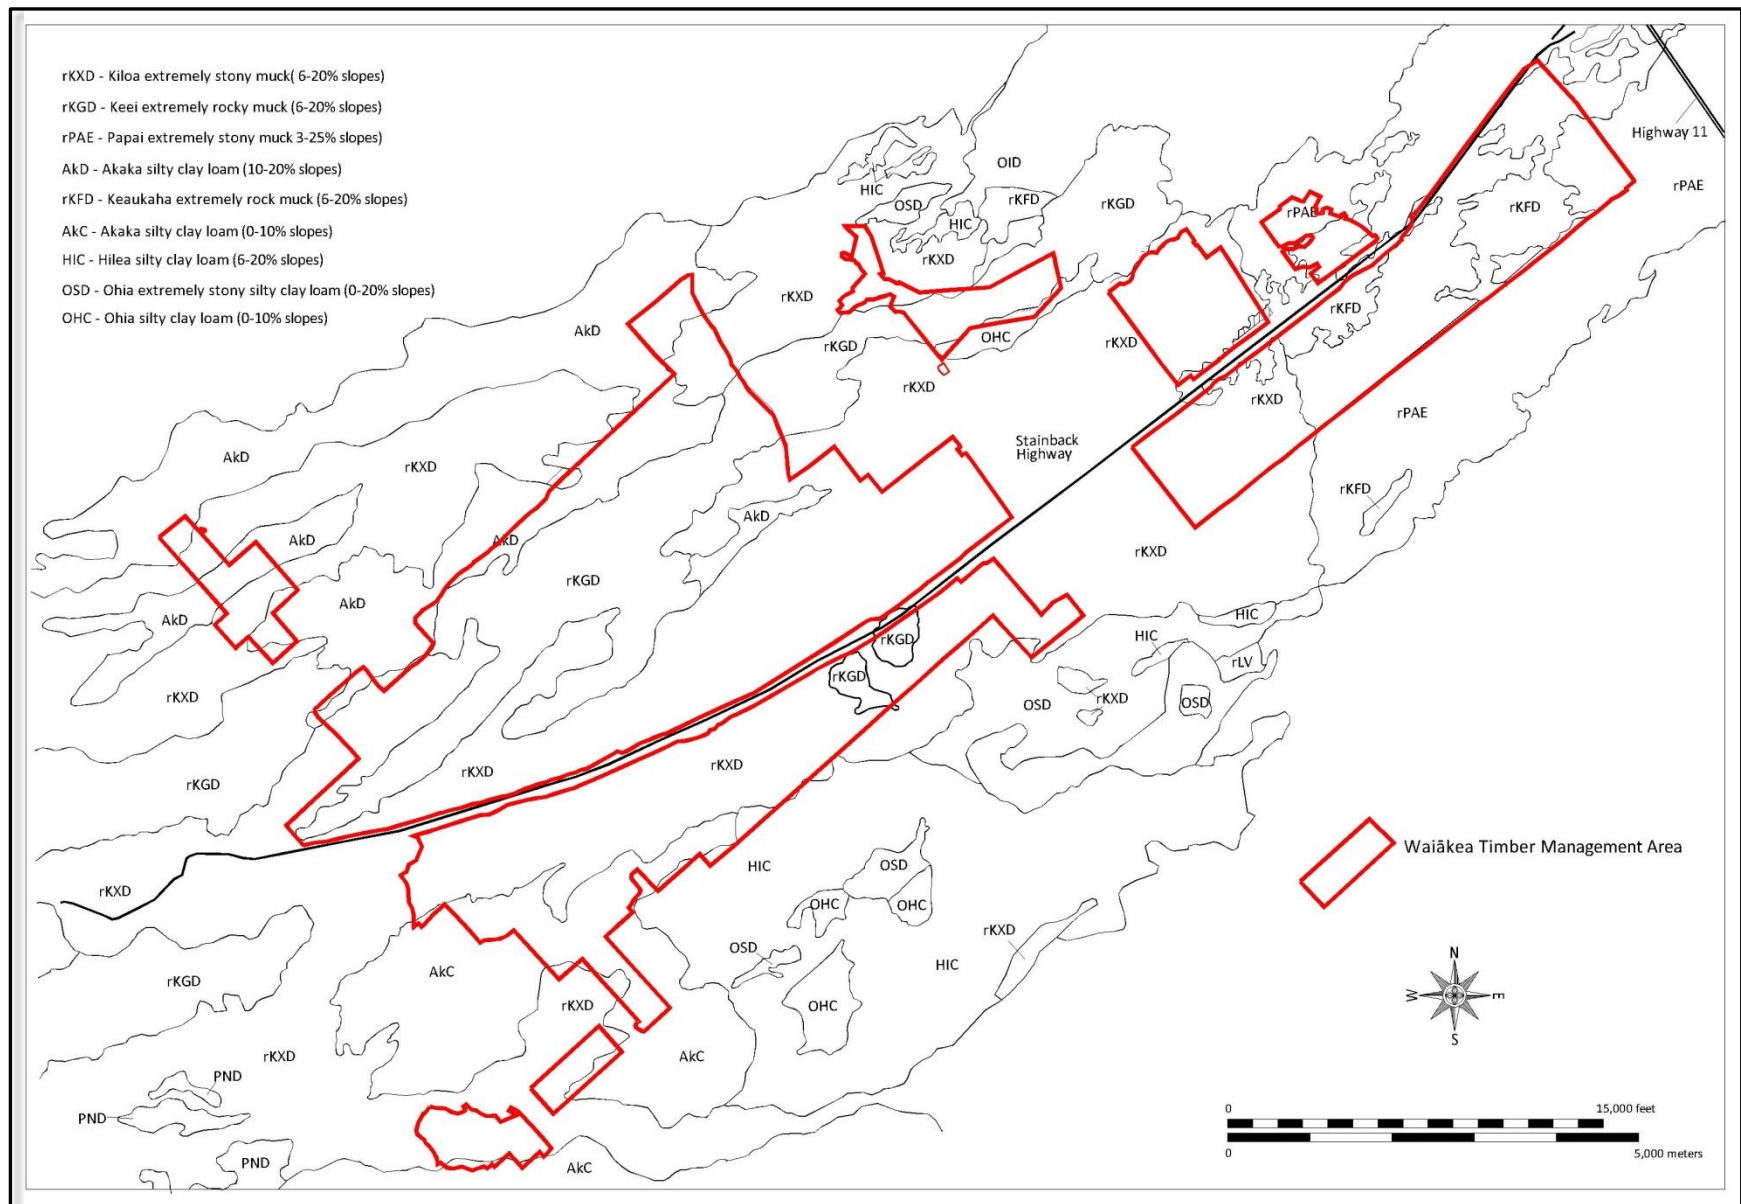 rKXD - Kiloa extremely stony muck( 6-20% slopes)
rKGD - Keei extremely rocky muck (6-20% slopes)
rPAE - Papai extremely stony muck 3-25% slopes)
AkD - Akaka silty clay loam (10-20% slopes)
rKFD - Keaukaha extremely rock muck (6-20% slopes)
AkC - Akaka silty clay loam (0-10% slopes)
HIC - Hilea silty clay loam (6-20% slopes)
OSD - Ohia extremely stony silty clay loam (0-20% slopes)
OHC - Ohia silty clay loam (0-10% slopes)
Highway 11
OID
HIC
rKFD
OSD
rKGD
rPAE
rPAE
rKFD
HIC
rKXD
rKXD
AkD
rKGD
OHC
rKXD
rKFD
rKXD
rKXD
rPAE
Stainback
Highway
AkD
rKXD
rKFD
AkD
AkD
AkD
rKXD
rKGD
AkD
AkD
HIC
HIC
rKGD
rLV
rKGD
rKXD
rKXD
OSD
OSD
rKXD
rKXD
rKGD
Waiākea Timber Management Area
HIC
OSD
rKXD
OHC
OHC
rKXD
OSD
HIC
AkC
rKGD
rKXD
OHC
N
W
E
S
rKXD
AkC
PND
PND
0
15,000 feet
0
5,000 meters
PND
AkC